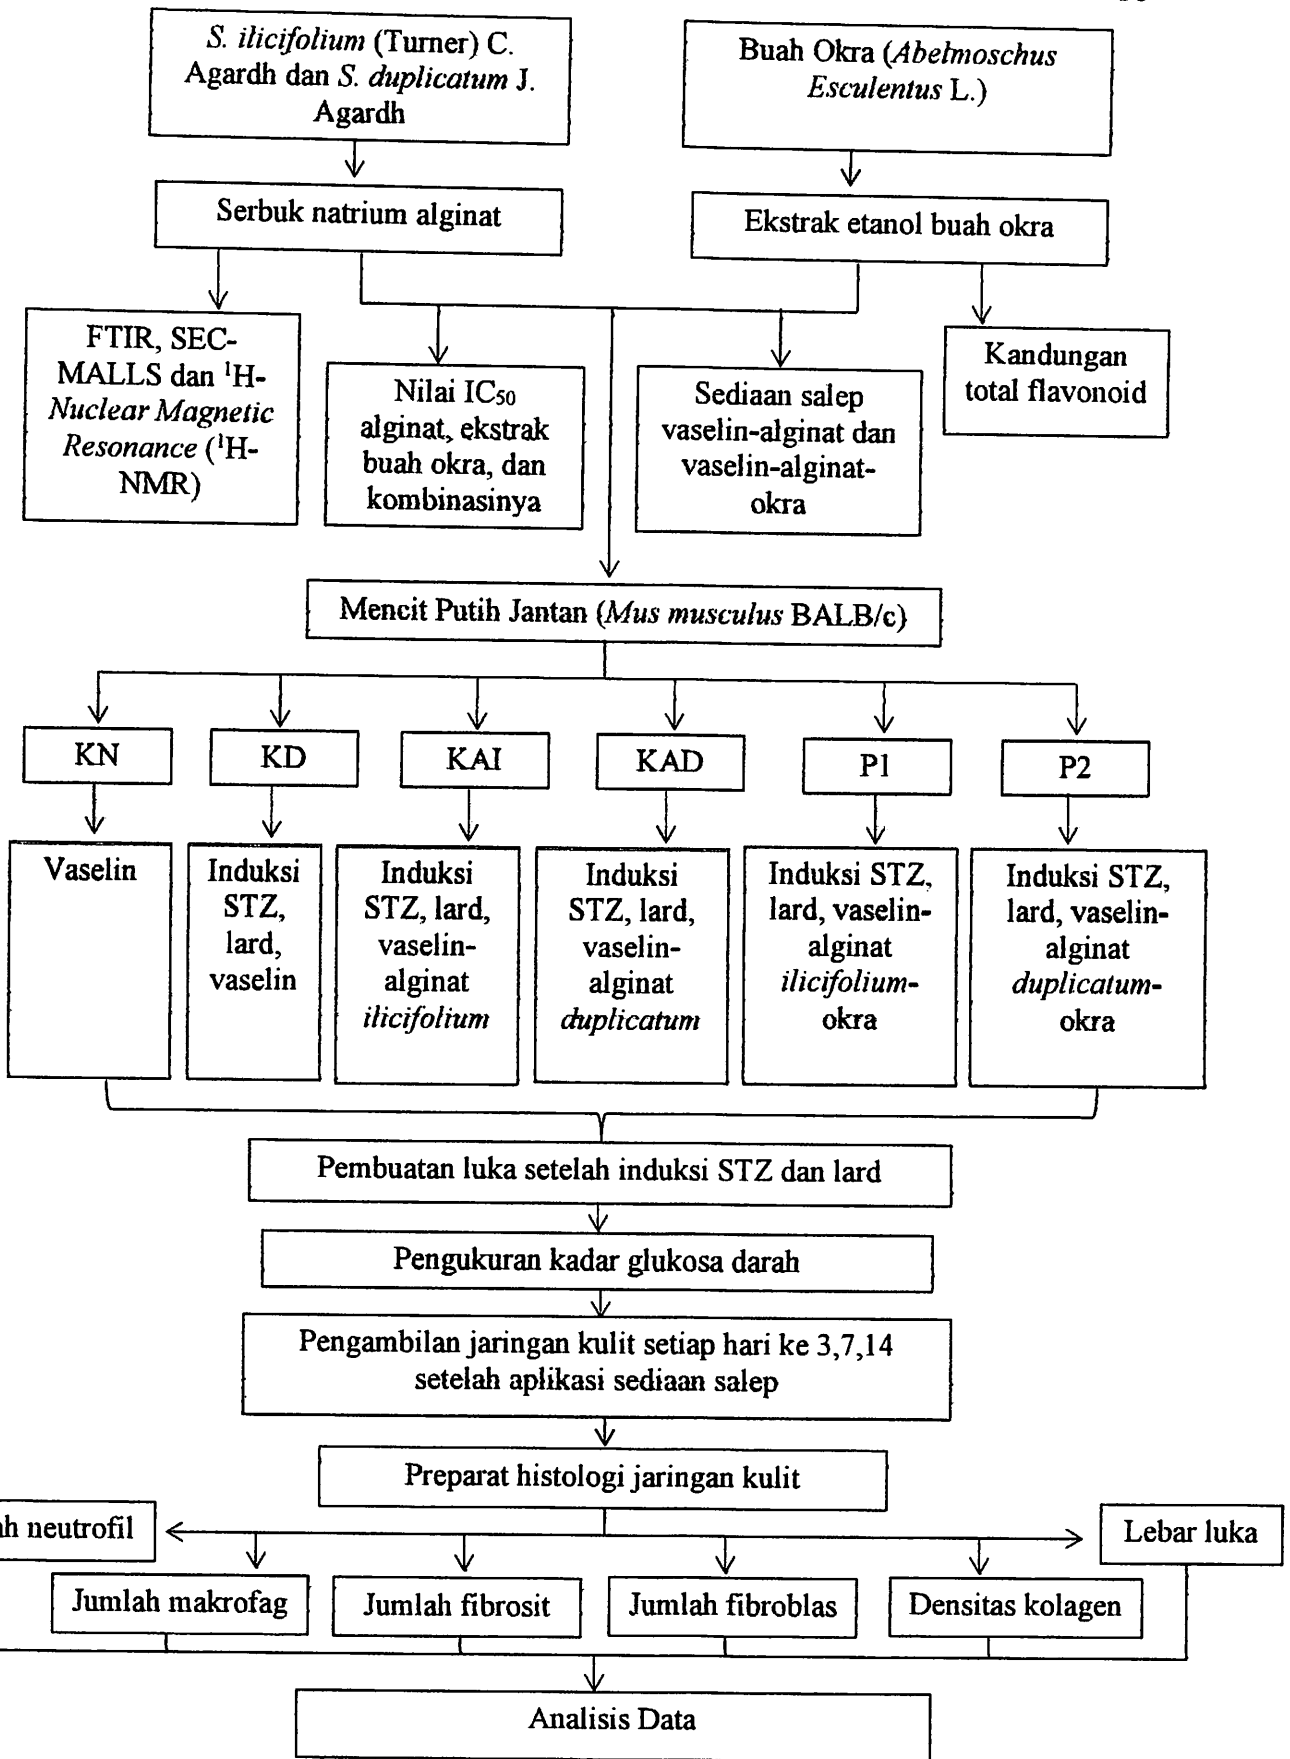 S. ilicifolium (Turner) C.
Agardh dan S. duplicatum J.
Agardh
Buah Okra (Abelmoschus
Esculentus L.)
Serbuk natrium alginat
Ekstrak etanol buah okra
FTIR, SEC-
MALLS dan ¹H-
Nuclear Magnetic
Resonance (¹H-
NMR)
Nilai IC₅₀
alginat, ekstrak
buah okra, dan
kombinasinya
Sediaan salep
vaselin-alginat dan
vaselin-alginat-
okra
Kandungan
total flavonoid
Mencit Putih Jantan (Mus musculus BALB/c)
KN
KD
KAI
KAD
P1
P2
Vaselin
Induksi
STZ,
lard,
vaselin
Induksi
STZ, lard,
vaselin-
alginat
ilicifolium
Induksi
STZ, lard,
vaselin-
alginat
duplicatum
Induksi STZ,
lard, vaselin-
alginat
ilicifolium-
okra
Induksi STZ,
lard, vaselin-
alginat
duplicatum-
okra
Pembuatan luka setelah induksi STZ dan lard
Pengukuran kadar glukosa darah
Pengambilan jaringan kulit setiap hari ke 3,7,14
setelah aplikasi sediaan salep
Preparat histologi jaringan kulit
neutrofil
Lebar luka
Jumlah makrofag
Jumlah fibrosit
Jumlah fibroblas
Densitas kolagen
Analisis Data